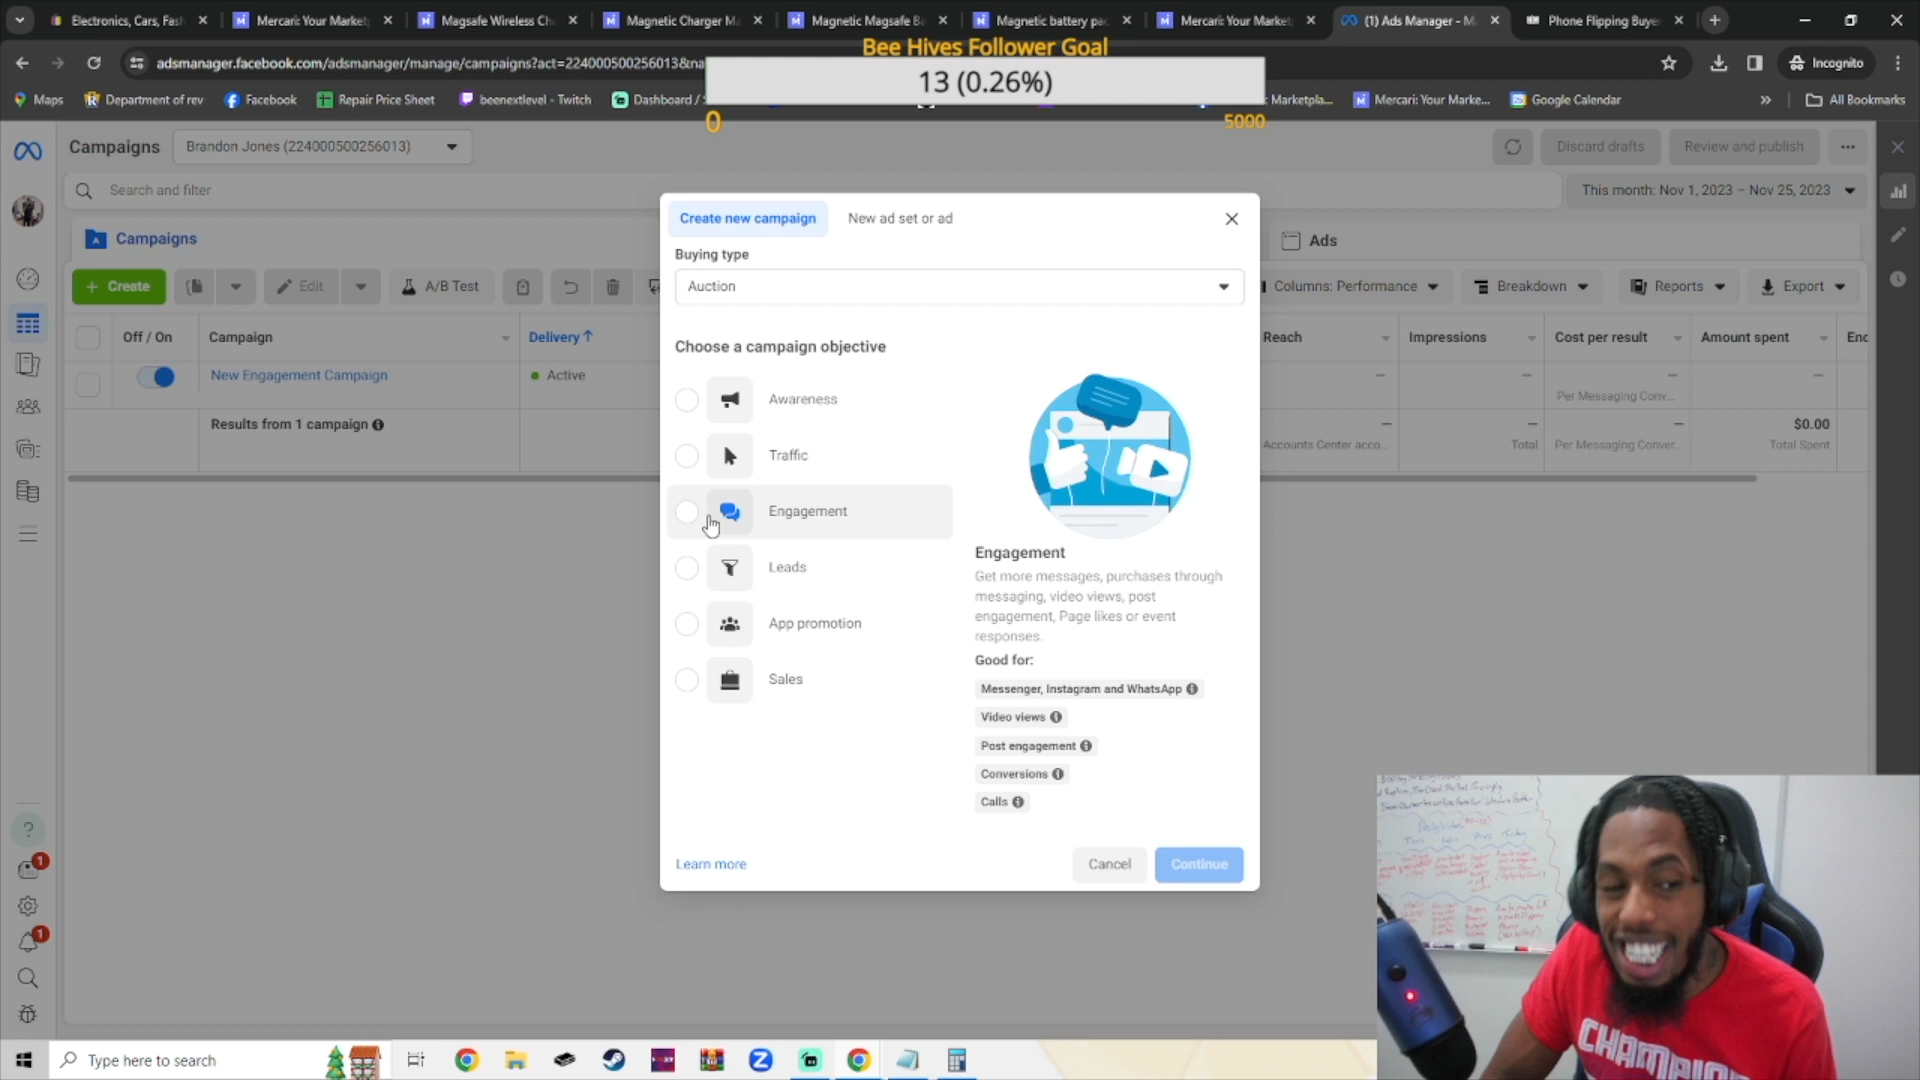 Electronics, Cars, Fash
Mercari: Your Market
Magsafe Wireless Ch
Magnetic Charger M
Magnetic Magsafe Ba
Magnetic battery pac
Mercari: Your Market
(1) Ads Manager - M
Phone Flipping Buye
Bee Hives Follower Goal
adsmanager.facebook.com/adsmanager/manage/campaigns?act=224000500256013&na
13 (0.26%)
Incognito
Maps
Department of rev
Facebook
Repair Price Sheet
beenextlevel - Twitch
Dashboard /
Marketpla...
Mercari: Your Marke...
Google Calendar
All Bookmarks
0
5000
Campaigns
Brandon Jones (224000500256013)
Discard drafts
Review and publish
Search and filter
This month: Nov 1, 2023 – Nov 25, 2023
Create new campaign
New ad set or ad
Campaigns
Ads
Buying type
Auction
+ Create
Edit
A/B Test
Columns: Performance
Breakdown
Reports
Export
Off / On
Campaign
Delivery ↑
Reach
Impressions
Cost per result
Amount spent
End
Choose a campaign objective
New Engagement Campaign
Active
—
—
—
—
Per Messaging Conv...
Results from 1 campaign
—
—
—
$0.00
Accounts Center acco...
Total
Per Messaging Conver...
Total Spent
Awareness
Traffic
Engagement
Leads
App promotion
Sales
Engagement
Get more messages, purchases through
messaging, video views, post
engagement, Page likes or event
responses.
Good for:
Messenger, Instagram and WhatsApp
Video views
Post engagement
Conversions
Calls
Learn more
Cancel
Continue
?
1
1
CHAMPION
Type here to search